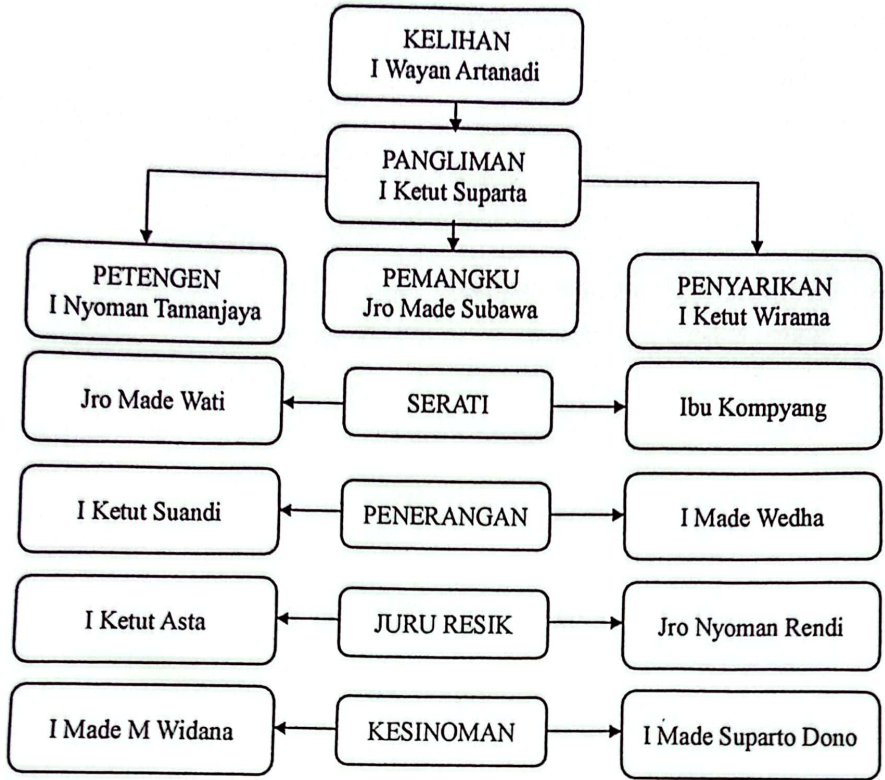 KELIHAN
I Wayan Artanadi
PANGLIMAN
I Ketut Suparta
PETENGEN
I Nyoman Tamanjaya
PEMANGKU
Jro Made Subawa
PENYARIKAN
I Ketut Wirama
Jro Made Wati
SERATI
Ibu Kompyang
I Ketut Suandi
PENERANGAN
I Made Wedha
I Ketut Asta
JURU RESIK
Jro Nyoman Rendi
I Made M Widana
KESINOMAN
I Made Suparto Dono